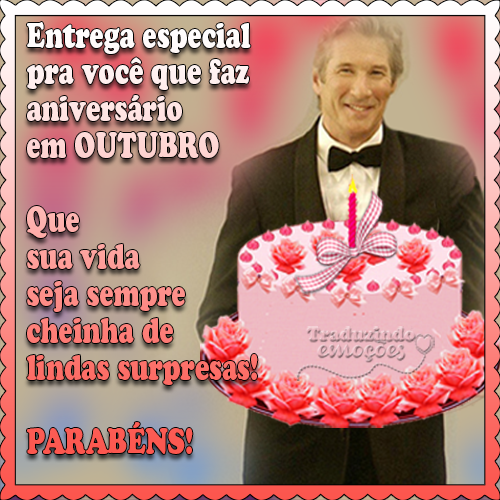 Entrega especial
pra você que faz
aniversário
em OUTUBRO
Que
sua vida
seja sempre
cheinha de
lindas surpresas!
PARABÉNS!
Traduzindo
emoções